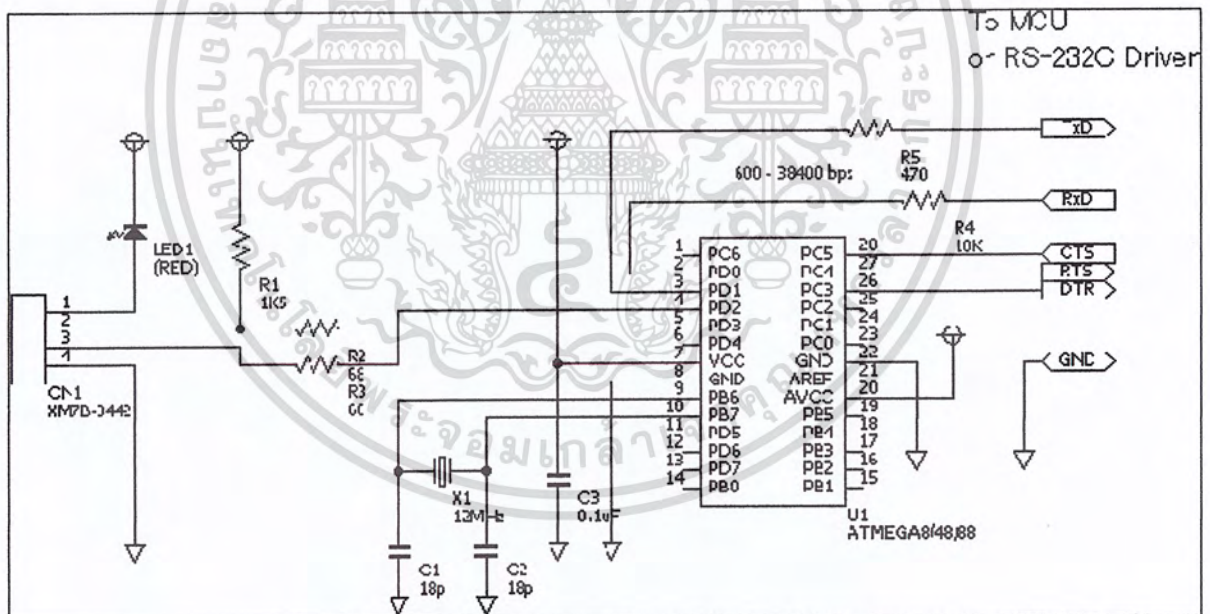 To MCU
or RS-232C Driver
TxD
R5
470
600 - 38400 bps
RxD
R4
10K
CTS
RTS
DTR
GND
LED1
(RED)
R1
1K5
1
2
3
4
CN1
XM7B-0442
R2
68
R3
1 PC6
2 PD0
3 PD1
4 PD2
5 PD3
6 PD4
7 VCC
8 GND
9 PB6
10 PB7
11 PD5
12 PD6
13 PD7
14 PB0
PC5 20
PC4 27
PC3 26
PC2 25
PC1 24
PC0 23
GND 22
AREF 21
AVCC 20
PB5 19
PB4 18
PB3 17
PB2 16
PB1 15
U1
ATMEGA8/48/88
X1
12MHz
C1
18p
C2
18p
C3
0.1uF